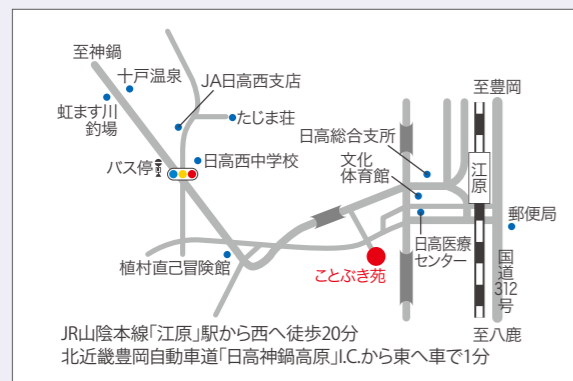 至神鍋
十戸温泉
JA日高西支店
虹ます川
釣場
たじま荘
バス停
日高西中学校
植村直己冒険館
至豊岡
日高総合支所
文化
体育館
江原
郵便局
日高医療
センター
ことぶき苑
国道312号
至八鹿
JR山陰本線「江原」駅から西へ徒歩20分
北近畿豊岡自動車道「日高神鍋高原」I.C.から東へ車で1分